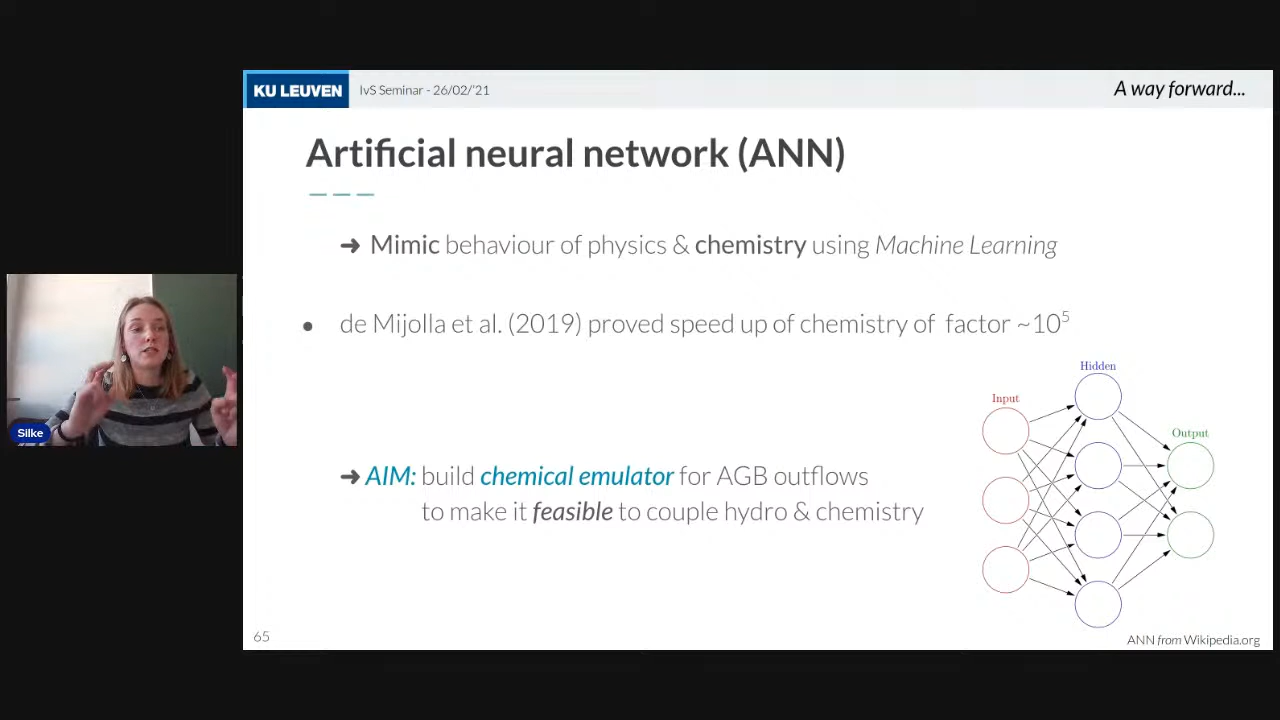 KU LEUVEN
IvS Seminar - 26/02/'21
A way forward...
Artificial neural network (ANN)
➜ Mimic behaviour of physics & chemistry using Machine Learning
● de Mijolla et al. (2019) proved speed up of chemistry of factor ~10⁵
Hidden
Input
Output
Silke
➜ AIM: build chemical emulator for AGB outflows
to make it feasible to couple hydro & chemistry
65
ANN from Wikipedia.org